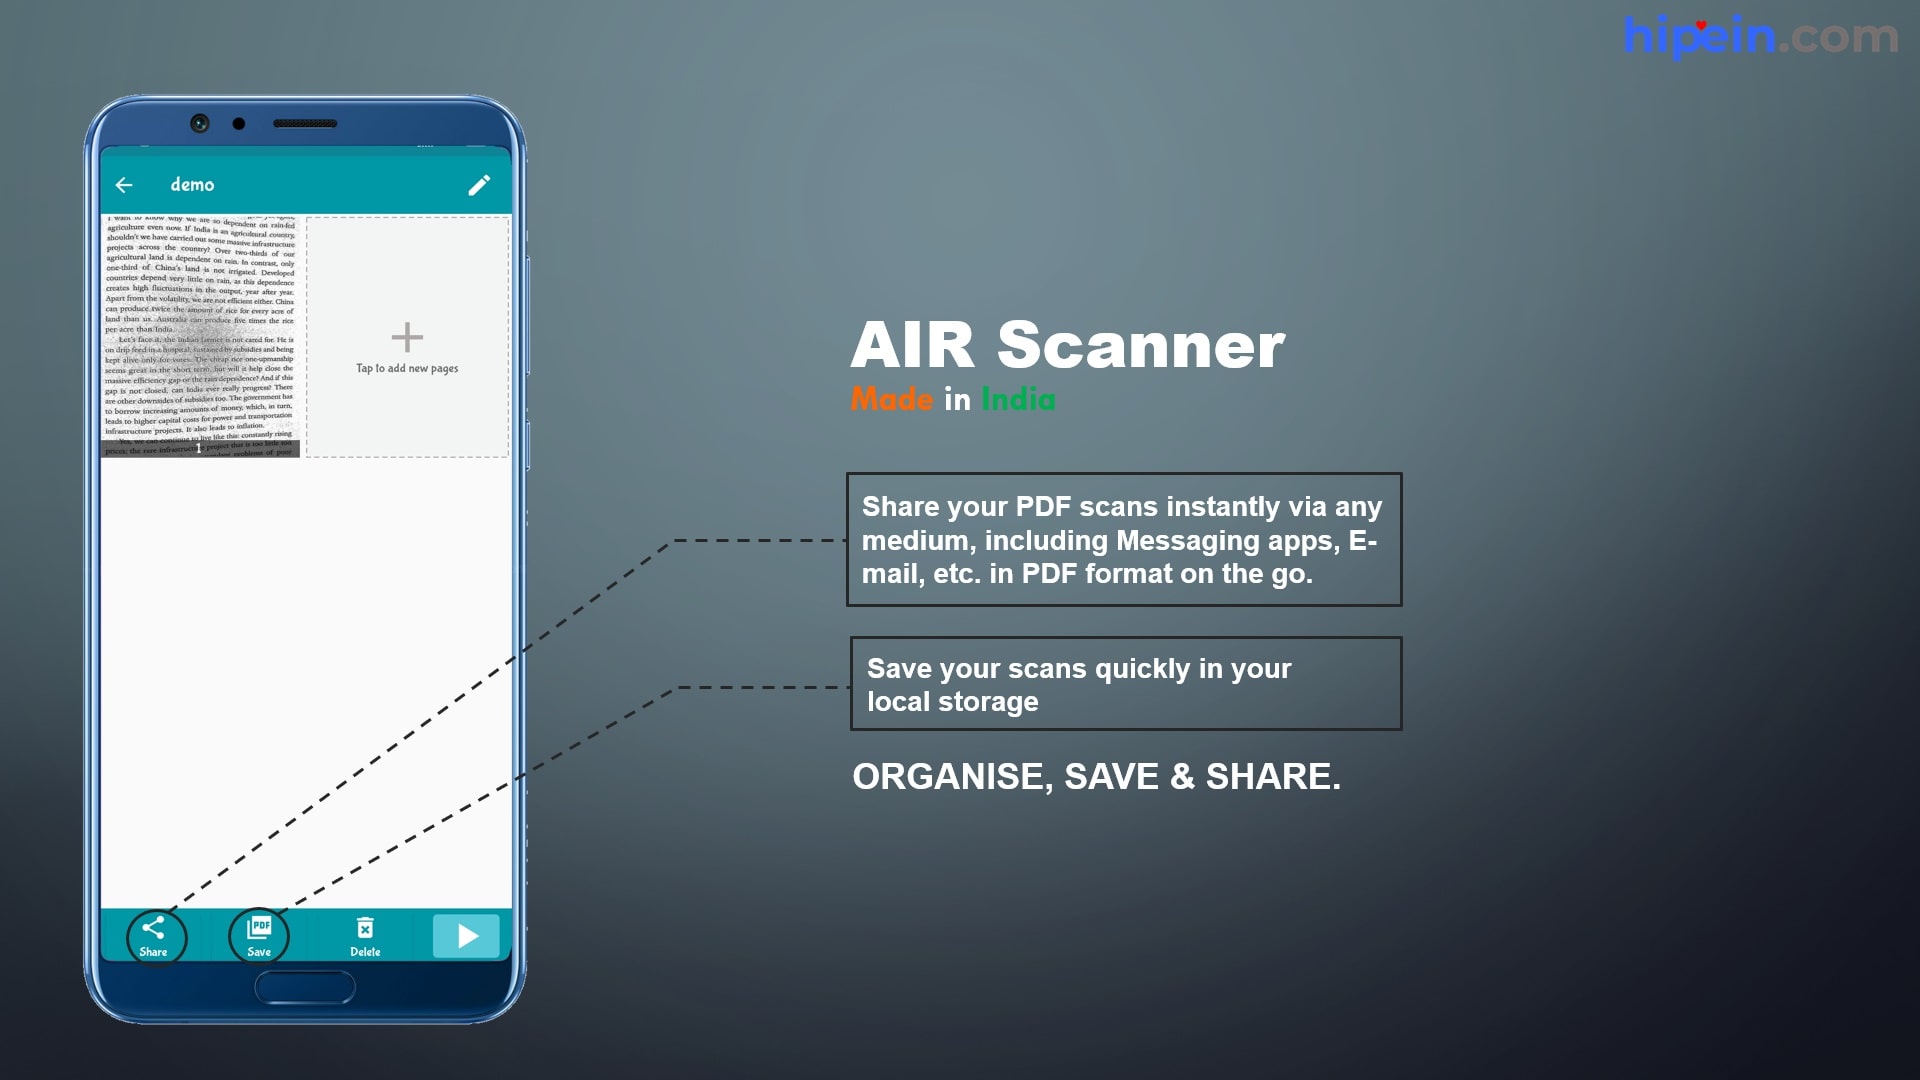 hipein.com
demo
I want to know why we are so dependent on rain-fed
agriculture even now. If India is an agricultural country,
shouldn't we have carried out some massive infrastructure
projects across the country? Over two-thirds of our
agricultural land is dependent on rain. In contrast, only
one-third of China's land is not irrigated. Developed
countries depend very little on rain, as this dependence
creates high fluctuations in the output, year after year.
Apart from the volatility, we are not efficient either. China
can produce twice the amount of rice for every acre of
land than us. Australia can produce five times the rice
per acre than India.
Let's face it, the Indian farmer is not cared for. He is
on drip feed in a hospital, sustained by subsidies and being
kept alive only for votes. The cheap rice one-upmanship
seems great in the short term, but will it help close the
massive efficiency gap or the rain dependence? And if this
gap is not closed, can India ever really progress? There
are other downsides of subsidies too. The government has
to borrow increasing amounts of money, which, in turn,
leads to higher capital costs for power and transportation
infrastructure projects. It also leads to inflation.
Yes, we can continue to live like this: constantly rising
prices; the rare infrastructure project that is too little too
problems of poor
1
Tap to add new pages
Share
Save
PDF
Delete
AIR Scanner
Made in India
Share your PDF scans instantly via any
medium, including Messaging apps, E-
mail, etc. in PDF format on the go.
Save your scans quickly in your
local storage
ORGANISE, SAVE & SHARE.